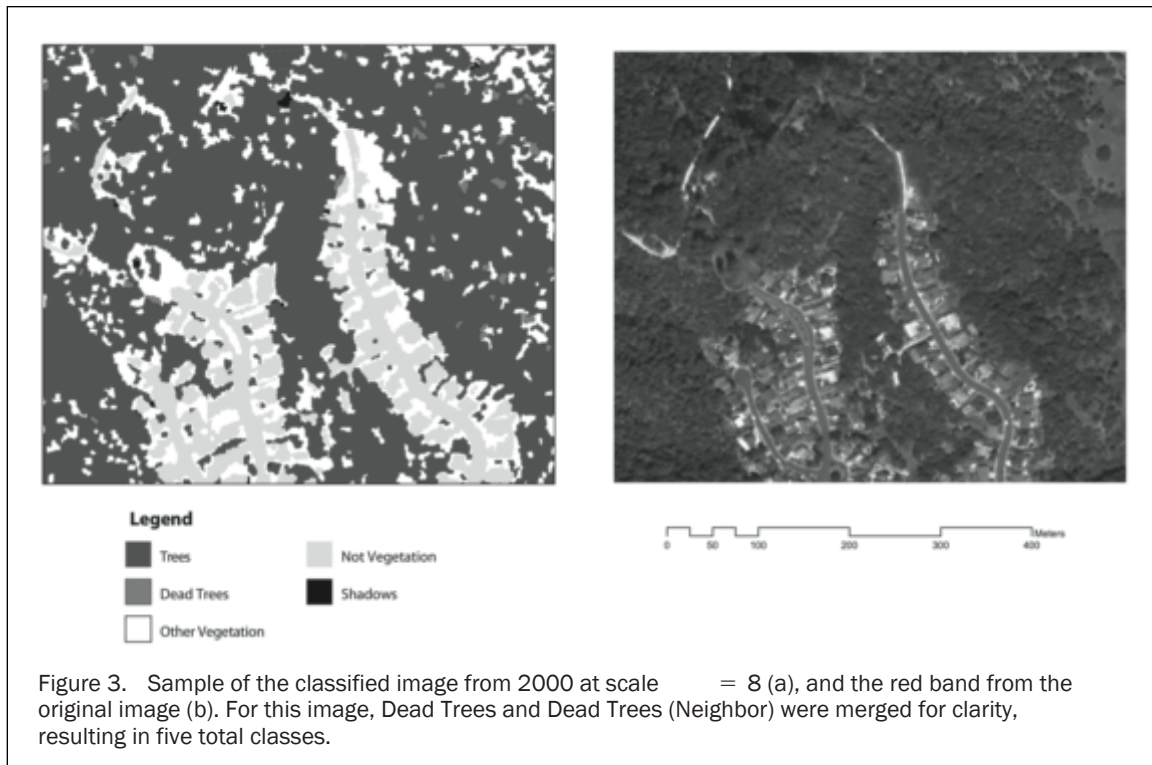 Legend
Trees
Not Vegetation
Dead Trees
Shadows
Other Vegetation
0 50 100 200 300 400
Meters
Figure 3. Sample of the classified image from 2000 at scale = 8 (a), and the red band from the
original image (b). For this image, Dead Trees and Dead Trees (Neighbor) were merged for clarity,
resulting in five total classes.